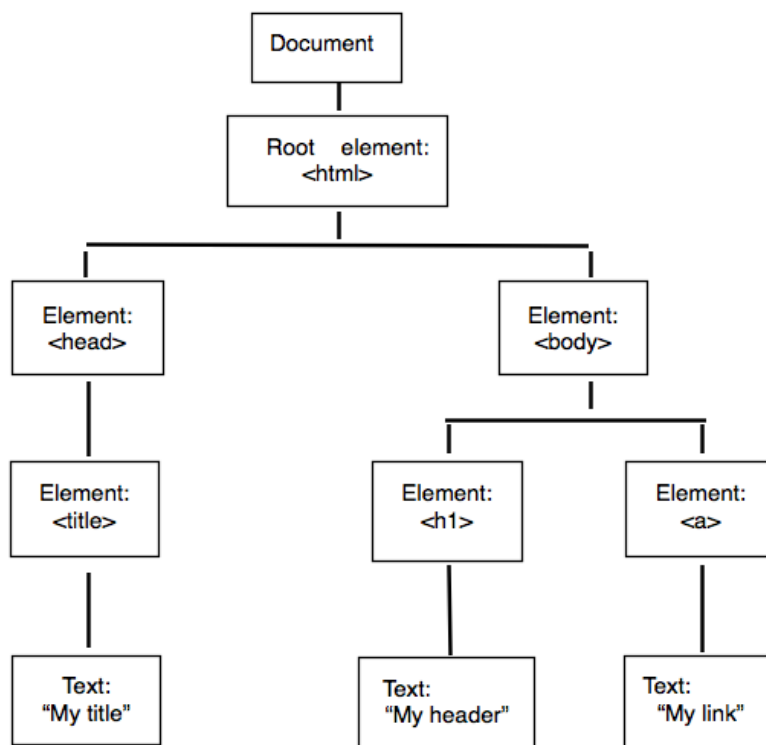 Document
Root element:
<html>
Element:
<head>
Element:
<body>
Element:
<title>
Element:
<h1>
Element:
<a>
Text:
“My title”
Text:
“My header”
Text:
“My link”